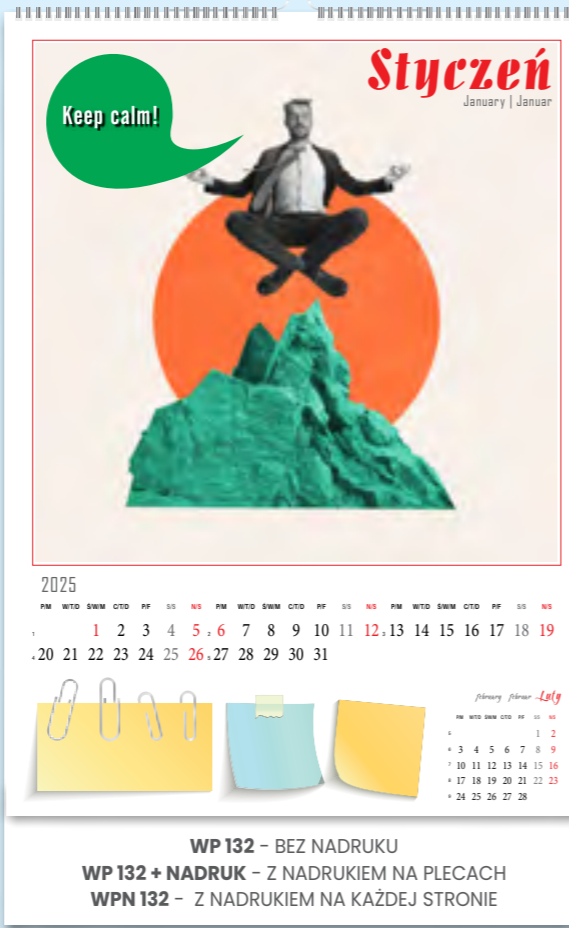 Styczeń
January | Januar
Keep calm!
2025
P/M W/T/D Ś/W/M C/T/D P/F S/S N/S P/M W/T/D Ś/W/M C/T/D P/F S/S N/S P/M W/T/D Ś/W/M C/T/D P/F S/S N/S
1 1 2 3 4 5 2 6 7 8 9 10 11 12 3 13 14 15 16 17 18 19
4 20 21 22 23 24 25 26 5 27 28 29 30 31
february februar Luty
P/M W/T/D Ś/W/M C/T/D P/F S/S N/S
5 1 2
6 3 4 5 6 7 8 9
7 10 11 12 13 14 15 16
8 17 18 19 20 21 22 23
9 24 25 26 27 28
WP 132 - BEZ NADRUKU
WP 132 + NADRUK - Z NADRUKIEM NA PLECACH
WPN 132 - Z NADRUKIEM NA KAŻDEJ STRONIE